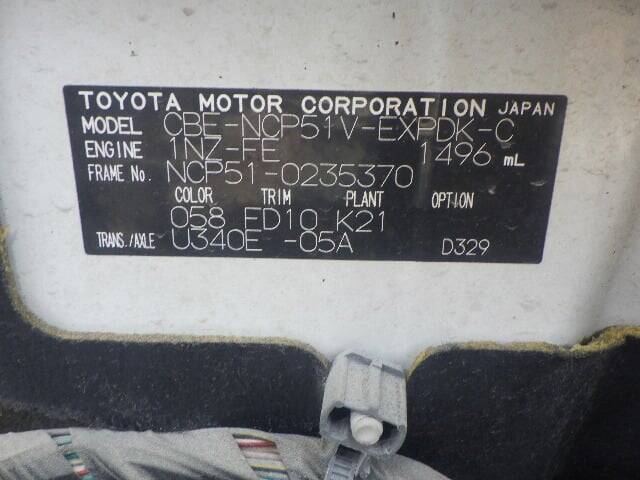 TOYOTA MOTOR CORPORATION JAPAN
MODEL CBE-NCP51V-EXPDK-C
ENGINE 1NZ-FE 1496 mL
FRAME No. NCP51-0235370
COLOR TRIM PLANT OPTION
058 FD10 K21
TRANS./AXLE U340E -05A D329